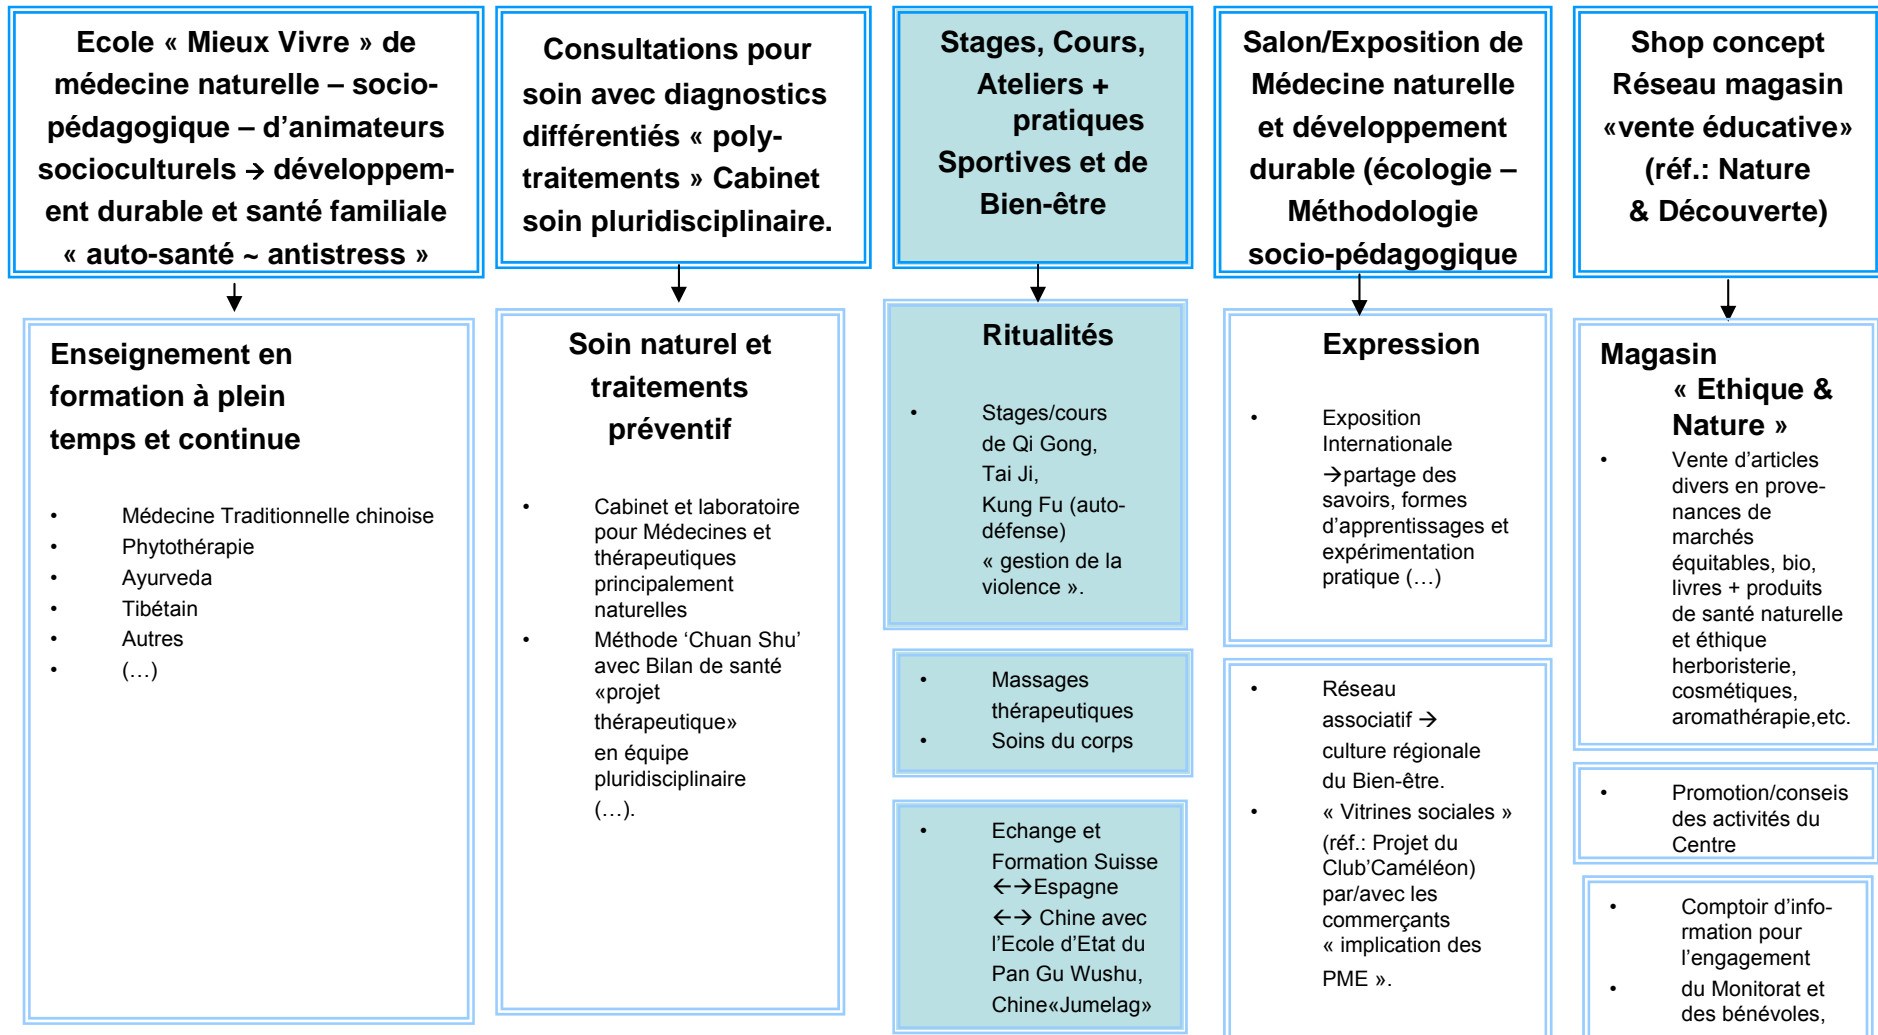 Ecole « Mieux Vivre » de
médecine naturelle – socio-
pédagogique – d’animateurs
socioculturels → développem-
ent durable et santé familiale
« auto-santé ~ antistress »
Enseignement en
formation à plein
temps et continue
• Médecine Traditionnelle chinoise
• Phytothérapie
• Ayurveda
• Tibétain
• Autres
• (…)
Consultations pour
soin avec diagnostics
différentiés « poly-
traitements » Cabinet
soin pluridisciplinaire.
Soin naturel et
traitements
préventif
• Cabinet et laboratoire
pour Médecines et
thérapeutiques
principalement
naturelles
• Méthode ‘Chuan Shu’
avec Bilan de santé
«projet
thérapeutique»
en équipe
pluridisciplinaire
(…).
Stages, Cours,
Ateliers +
pratiques
Sportives et de
Bien-être
Ritualités
• Stages/cours
de Qi Gong,
Tai Ji,
Kung Fu (auto-
défense)
« gestion de la
violence ».
• Massages
thérapeutiques
• Soins du corps
• Echange et
Formation Suisse
←→Espagne
←→ Chine avec
l’Ecole d’Etat du
Pan Gu Wushu,
Chine«Jumelag»
Salon/Exposition de
Médecine naturelle
et développement
durable (écologie –
Méthodologie
socio-pédagogique
Expression
• Exposition
Internationale
→partage des
savoirs, formes
d’apprentissages et
expérimentation
pratique (…)
• Réseau
associatif →
culture régionale
du Bien-être.
• « Vitrines sociales »
(réf.: Projet du
Club’Caméléon)
par/avec les
commerçants
« implication des
PME ».
Shop concept
Réseau magasin
«vente éducative»
(réf.: Nature
& Découverte)
Magasin
« Ethique &
Nature »
• Vente d’articles
divers en prove-
nances de
marchés
équitables, bio,
livres + produits
de santé naturelle
et éthique
herboristerie,
cosmétiques,
aromathérapie,etc.
• Promotion/conseis
des activités du
Centre
• Comptoir d’info-
rmation pour
l’engagement
• du Monitorat et
des bénévoles,